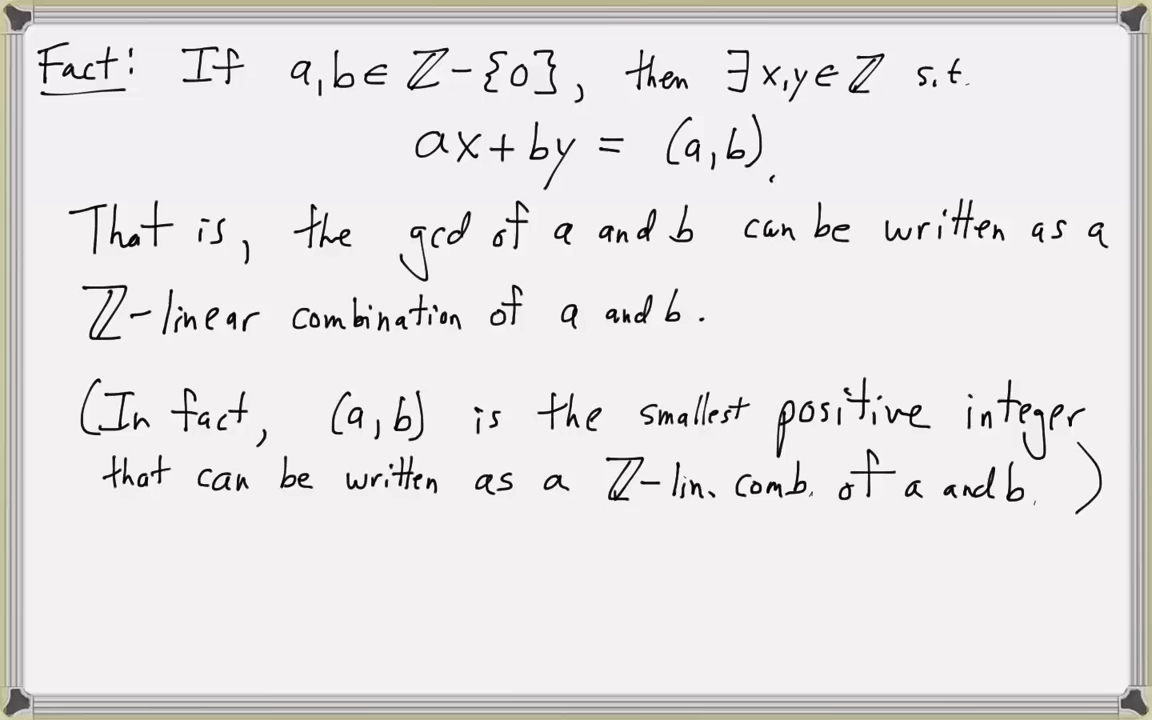 Fact: If a,b ∈ ℤ-{0}, then ∃ x,y ∈ ℤ s.t.
ax+by = (a,b).
That is, the gcd of a and b can be written as a
ℤ-linear combination of a and b.
(In fact, (a,b) is the smallest positive integer
that can be written as a ℤ-lin. comb. of a and b.)